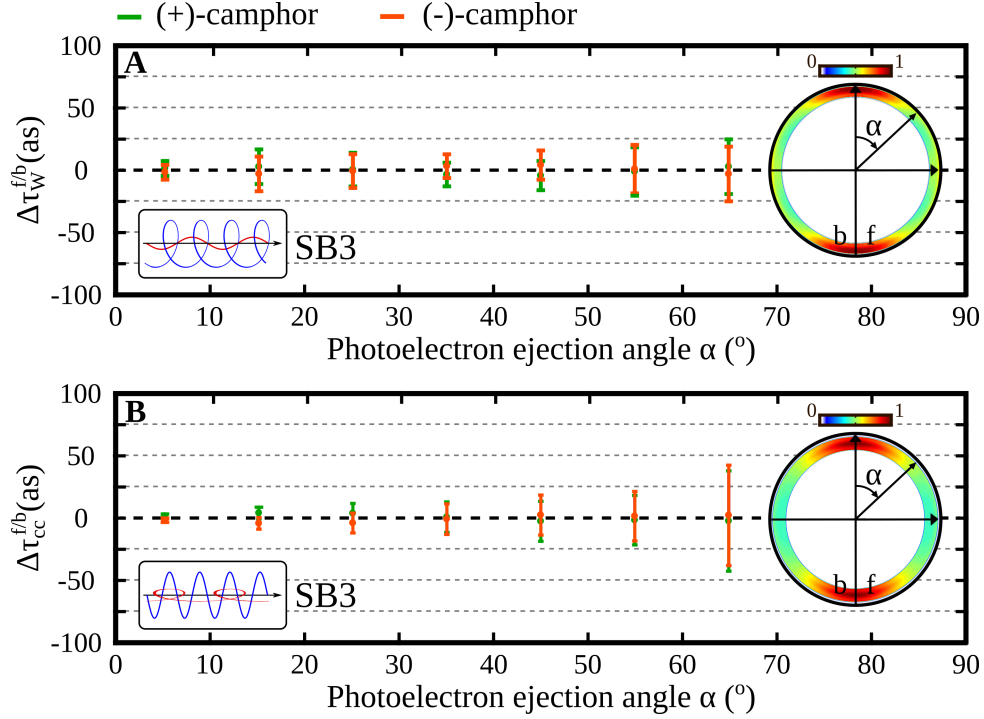 (+)-camphor (-)-camphor
A
Δτ_W^f/b(as)
100
50
0
-50
-100
0 1
α
b f
SB3
0 10 20 30 40 50 60 70 80 90
Photoelectron ejection angle α (°)
B
Δτ_cc^f/b(as)
100
50
0
-50
-100
0 1
α
b f
SB3
0 10 20 30 40 50 60 70 80 90
Photoelectron ejection angle α (°)